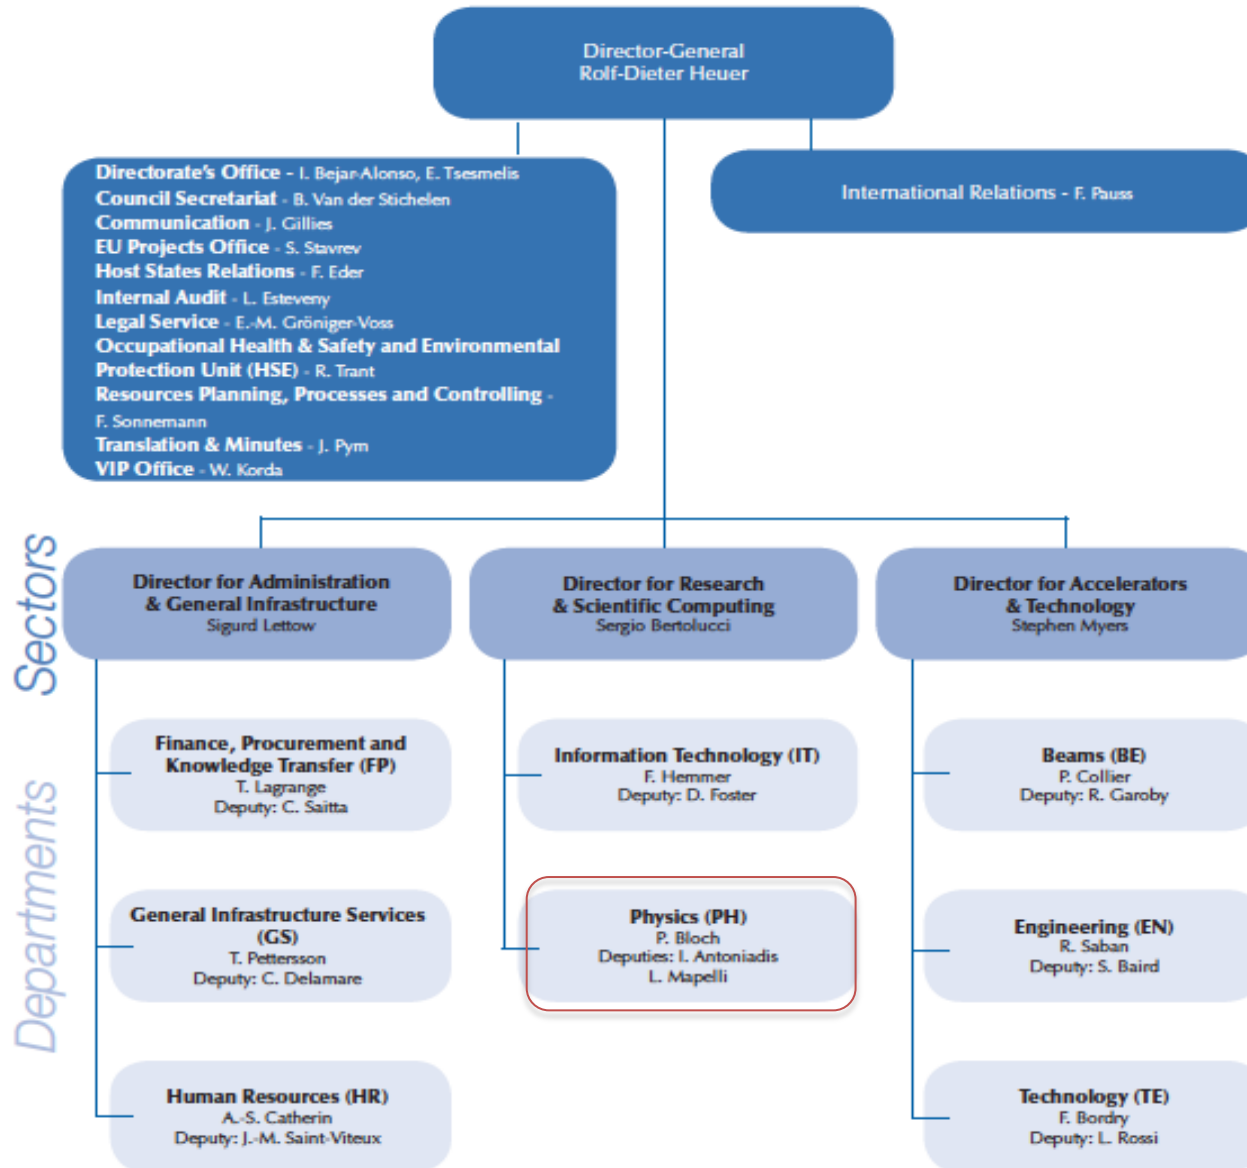 Director-General
Rolf-Dieter Heuer
Directorate's Office - I. Bejar-Alonso, E. Tsesmelis
Council Secretariat - B. Van der Stichelen
Communication - J. Gillies
EU Projects Office - S. Stavrev
Host States Relations - F. Eder
Internal Audit - L. Esteveny
Legal Service - E.-M. Gröniger-Voss
Occupational Health & Safety and Environmental
Protection Unit (HSE) - R. Trant
Resources Planning, Processes and Controlling -
F. Sonnemann
Translation & Minutes - J. Pym
VIP Office - W. Korda
International Relations - F. Pauss
Sectors
Director for Administration
& General Infrastructure
Sigurd Lettow
Director for Research
& Scientific Computing
Sergio Bertolucci
Director for Accelerators
& Technology
Stephen Myers
Departments
Finance, Procurement and
Knowledge Transfer (FP)
T. Lagrange
Deputy: C. Saitta
Information Technology (IT)
F. Hemmer
Deputy: D. Foster
Beams (BE)
P. Collier
Deputy: R. Garoby
General Infrastructure Services
(GS)
T. Pettersson
Deputy: C. Delamare
Physics (PH)
P. Bloch
Deputies: I. Antoniadis
L. Mapelli
Engineering (EN)
R. Saban
Deputy: S. Baird
Human Resources (HR)
A.-S. Catherin
Deputy: J.-M. Saint-Viteux
Technology (TE)
F. Bordry
Deputy: L. Rossi